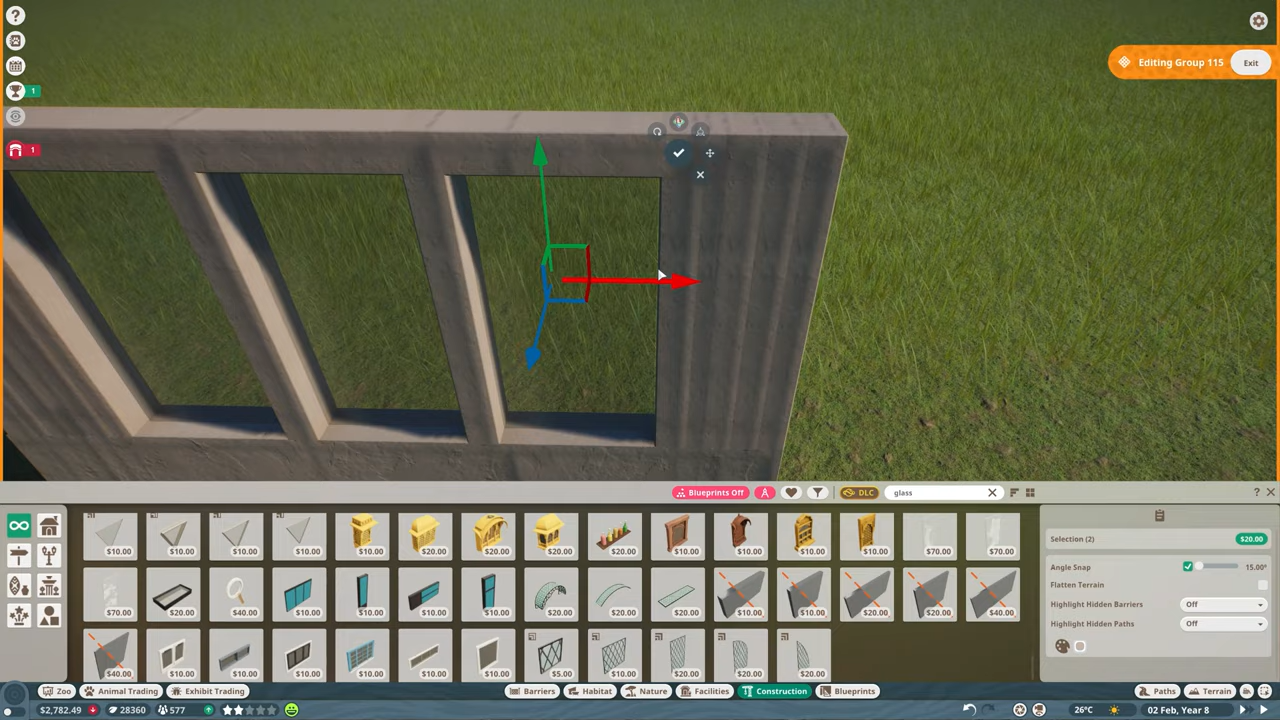 ?
Editing Group 115 Exit
1
1
Blueprints Off DLC glass ?
$10.00 $10.00 $10.00 $10.00 $10.00 $20.00 $20.00 $20.00 $20.00 $10.00 $10.00 $10.00 $10.00 $70.00 $70.00
$70.00 $20.00 $40.00 $10.00 $10.00 $10.00 $10.00 $20.00 $20.00 $20.00 $10.00 $10.00 $20.00 $20.00 $40.00
$40.00 $10.00 $10.00 $10.00 $10.00 $10.00 $10.00 $5.00 $10.00 $20.00 $20.00 $20.00
Selection (2) $20.00
Angle Snap 15.00°
Flatten Terrain
Highlight Hidden Barriers Off
Highlight Hidden Paths Off
Zoo Animal Trading Exhibit Trading Barriers Habitat Nature Facilities Construction Blueprints Paths Terrain
$2,782.49 28360 577 26°C 02 Feb, Year 8